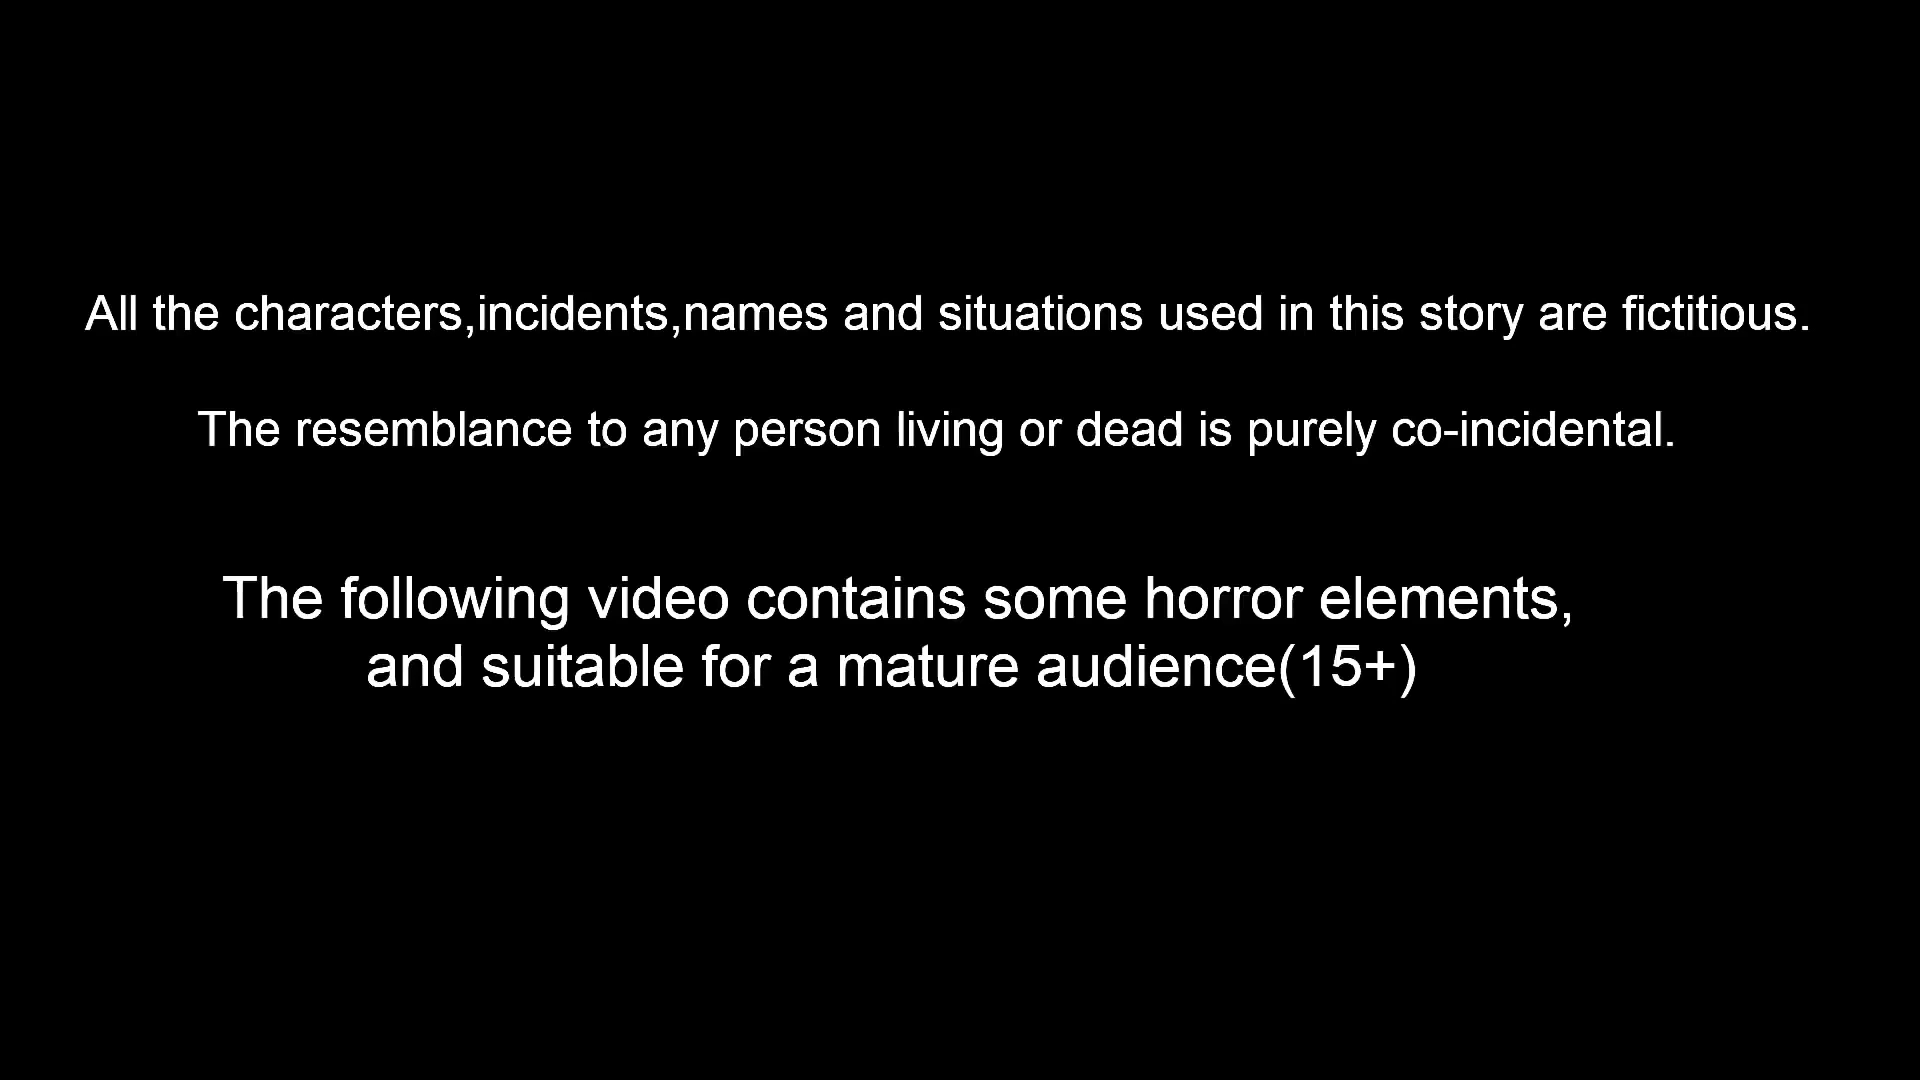 All the characters,incidents,names and situations used in this story are fictitious.
The resemblance to any person living or dead is purely co-incidental.
The following video contains some horror elements,
and suitable for a mature audience(15+)